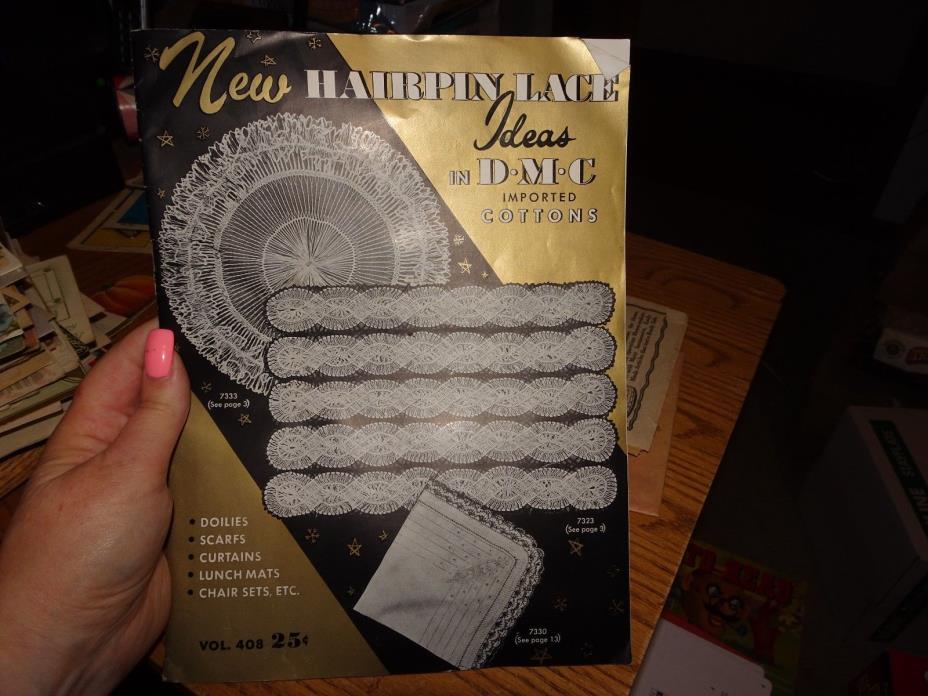 New HAIRPIN LACE
Ideas
IN D·M·C
IMPORTED
COTTONS
7333
(See page 3)
7323
(See page 3)
• DOILIES
• SCARFS
• CURTAINS
• LUNCH MATS
• CHAIR SETS, ETC.
7330
(See page 13)
VOL. 408 25¢